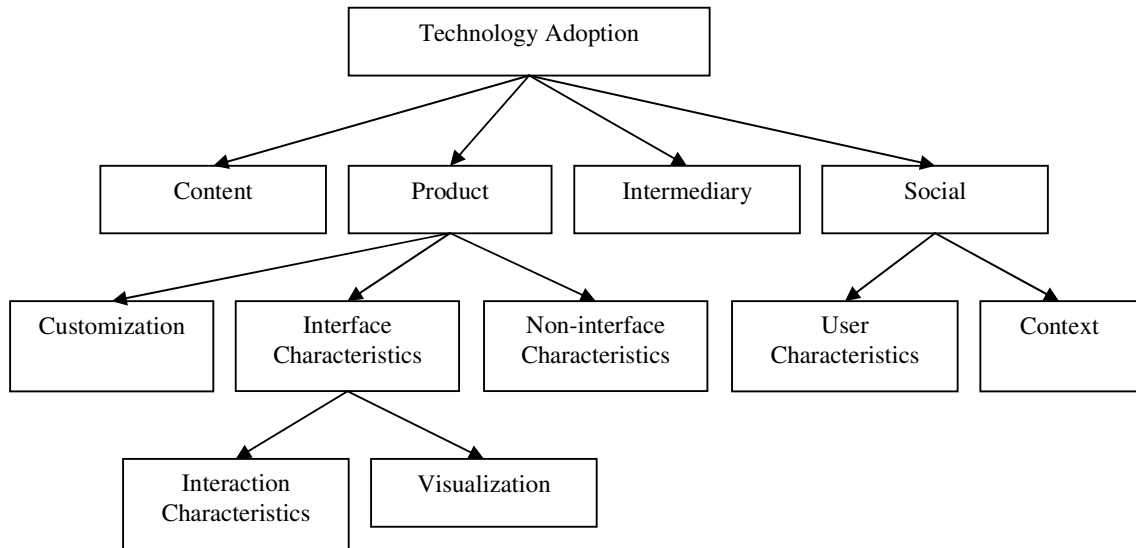 Technology Adoption
Content
Product
Intermediary
Social
Customization
Interface
Characteristics
Non-interface
Characteristics
User
Characteristics
Context
Interaction
Characteristics
Visualization